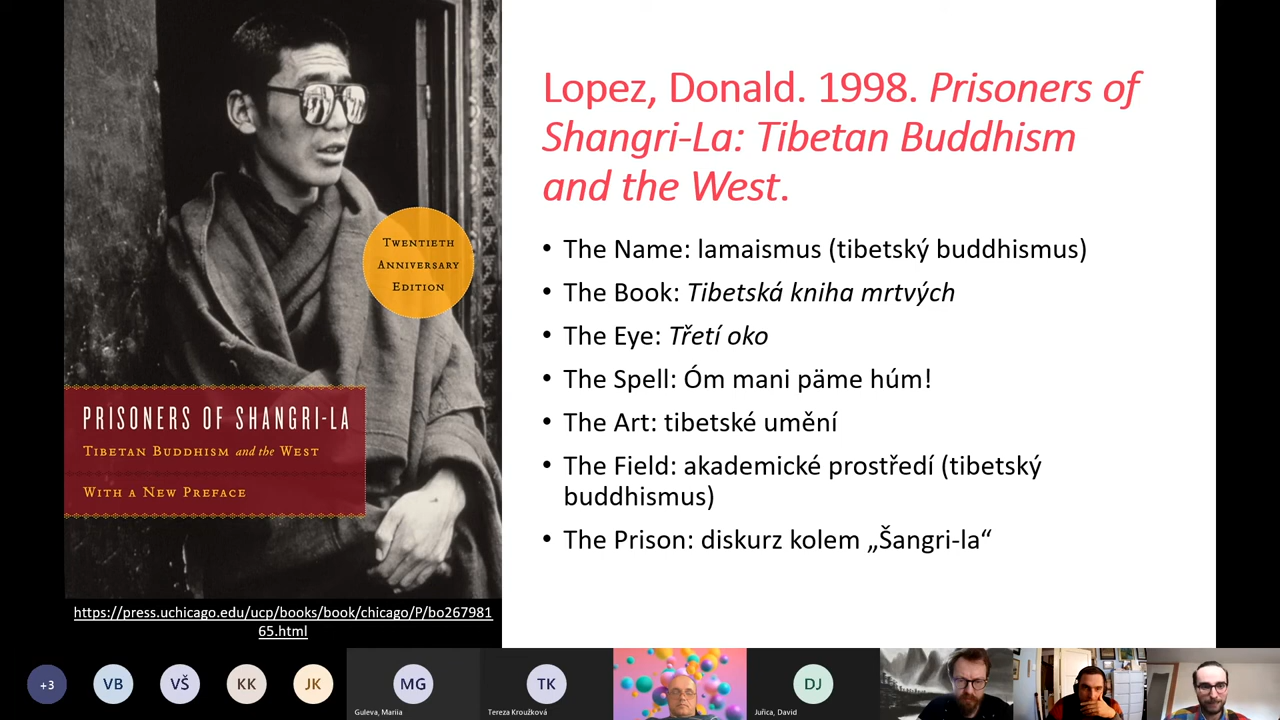 TWENTIETH
ANNIVERSARY
EDITION
PRISONERS OF SHANGRI-LA
TIBETAN BUDDHISM and the WEST
WITH A NEW PREFACE
https://press.uchicago.edu/ucp/books/book/chicago/P/bo267981
65.html
Lopez, Donald. 1998. Prisoners of
Shangri-La: Tibetan Buddhism
and the West.
• The Name: lamaismus (tibetský buddhismus)
• The Book: Tibetská kniha mrtvých
• The Eye: Třetí oko
• The Spell: Óm mani päme húm!
• The Art: tibetské umění
• The Field: akademické prostředí (tibetský
buddhismus)
• The Prison: diskurz kolem „Šangri-la“
+3
VB
VŠ
KK
JK
MG
Guleva, Mariia
TK
Tereza Kroužková
DJ
Juřica, David